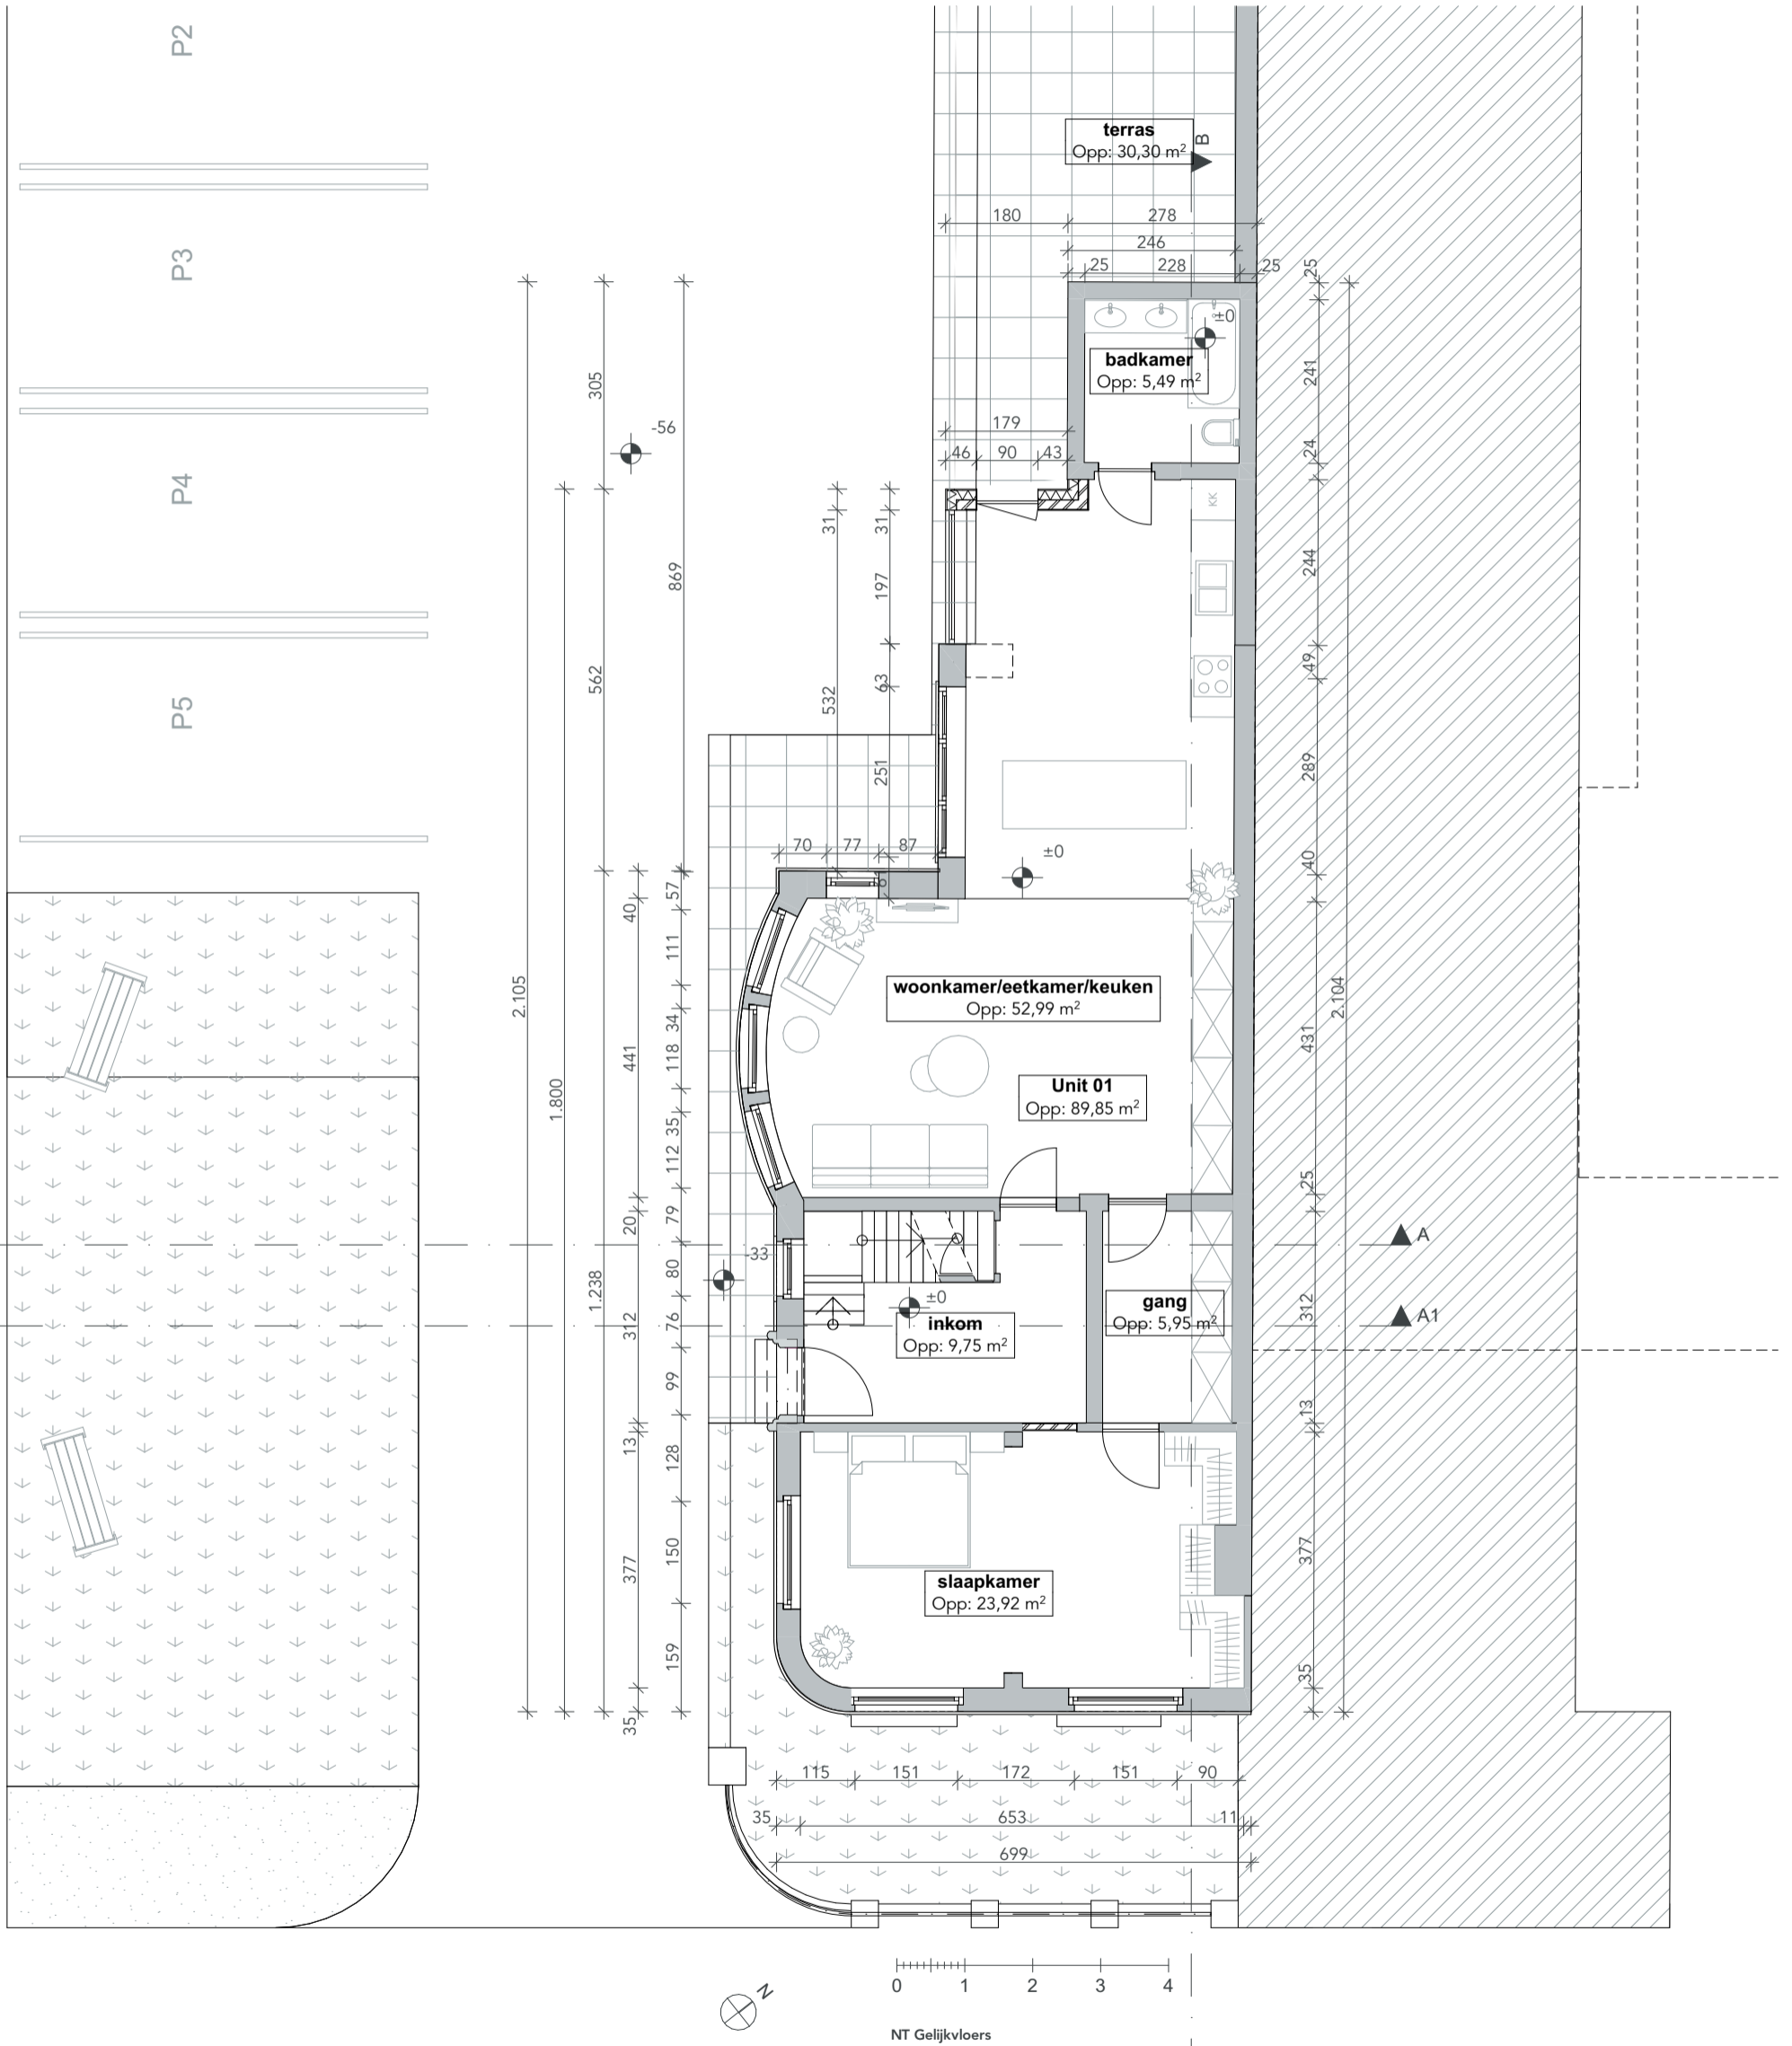 P2
terras
Opp: 30,30 m²
B
180 278
246
25 228 25
P3
25
±0
badkamer
Opp: 5,49 m²
305
241
-56
179
46 90 43
24
P4
KK
31 31
869
197
244
562
63
49
532
P5
251
289
70 77 87
±0
40
40
57
111
woonkamer/eetkamer/keuken
Opp: 52,99 m²
2.105
2.104
34
441
118
431
Unit 01
Opp: 89,85 m²
1.800
35
112
25
79
20
-33
A
80
1.238
±0
gang
Opp: 5,95 m²
312
76
inkom
Opp: 9,75 m²
312
A1
99
13
13
128
150
377
377
slaapkamer
Opp: 23,92 m²
159
35
35
115 151 172 151 90
35 653 11
699
0 1 2 3 4
N
NT Gelijkvloers